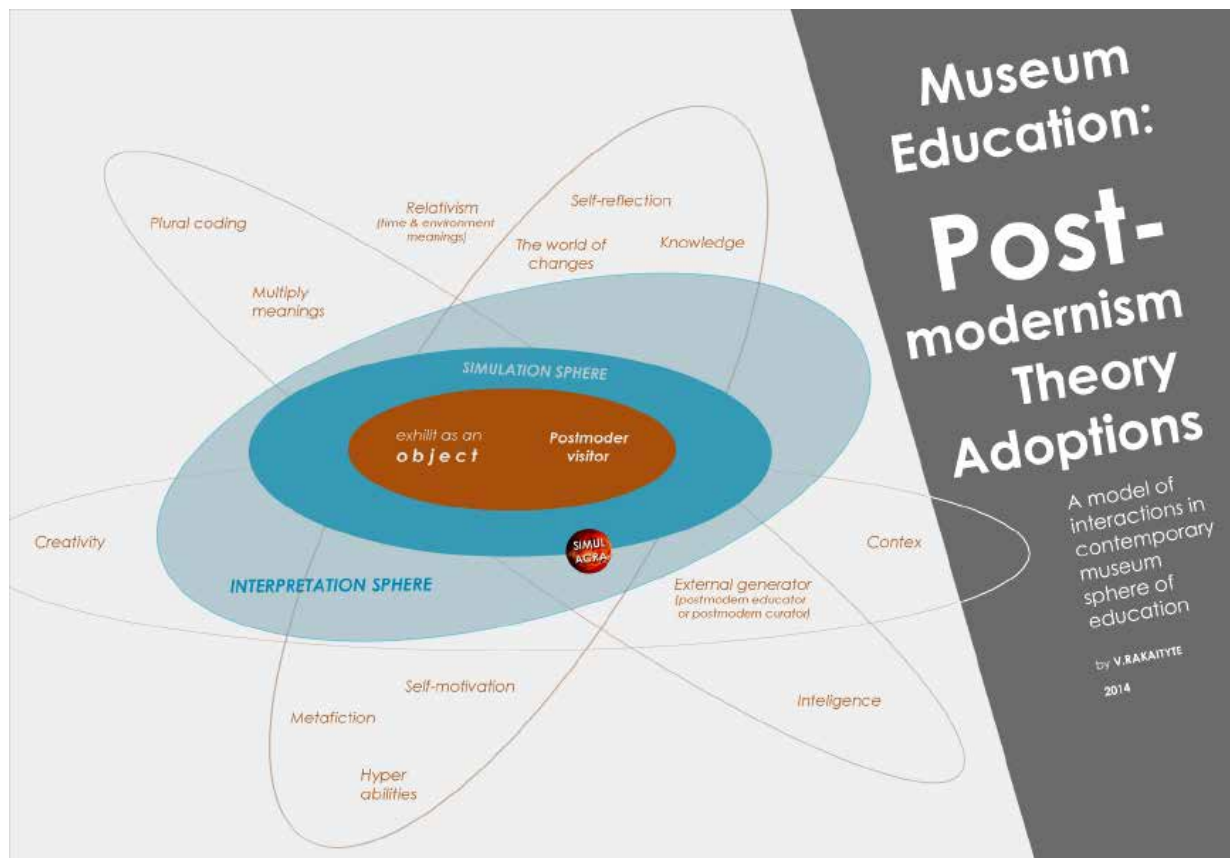 Museum
Education:
Post-
modernism
Theory
Adoptions
A model of
interactions in
contemporary
museum
sphere of
education
by V.RAKAITYTE
2014
Plural coding
Multiply
meanings
Relativism
(time & environment
meanings)
Self-reflection
The world of
changes
Knowledge
SIMULATION SPHERE
exhilit as an
object
Postmoder
visitor
SIMUL
ACRA
Creativity
INTERPRETATION SPHERE
Contex
External generator
(postmodern educator
or postmodern curator)
Self-motivation
Metafiction
Inteligence
Hyper
abilities